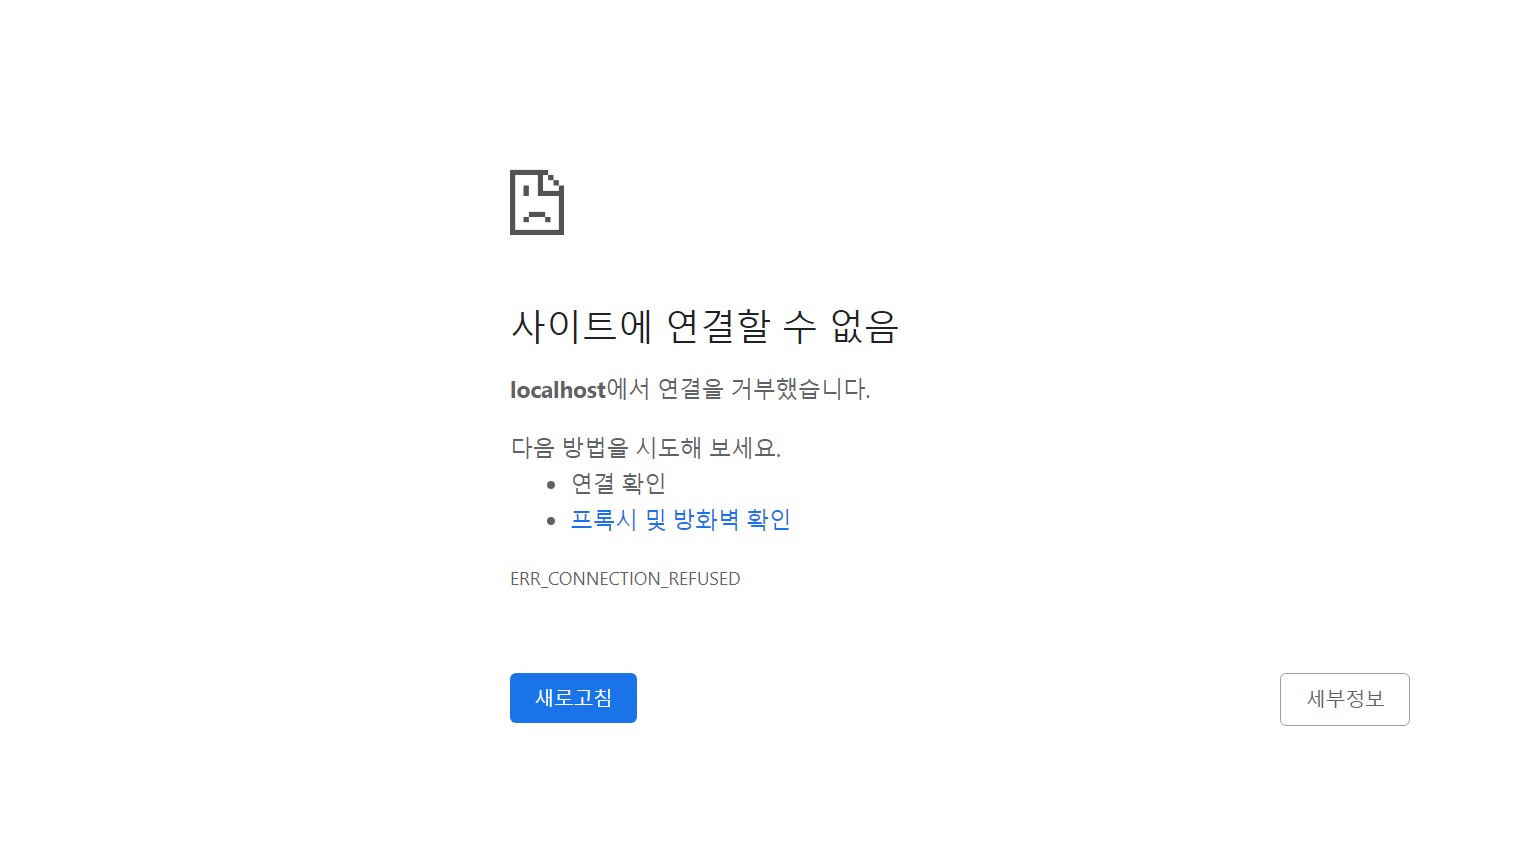 사이트에 연결할 수 없음
localhost에서 연결을 거부했습니다.
다음 방법을 시도해 보세요.
연결 확인
프록시 및 방화벽 확인
ERR_CONNECTION_REFUSED
새로고침
세부정보